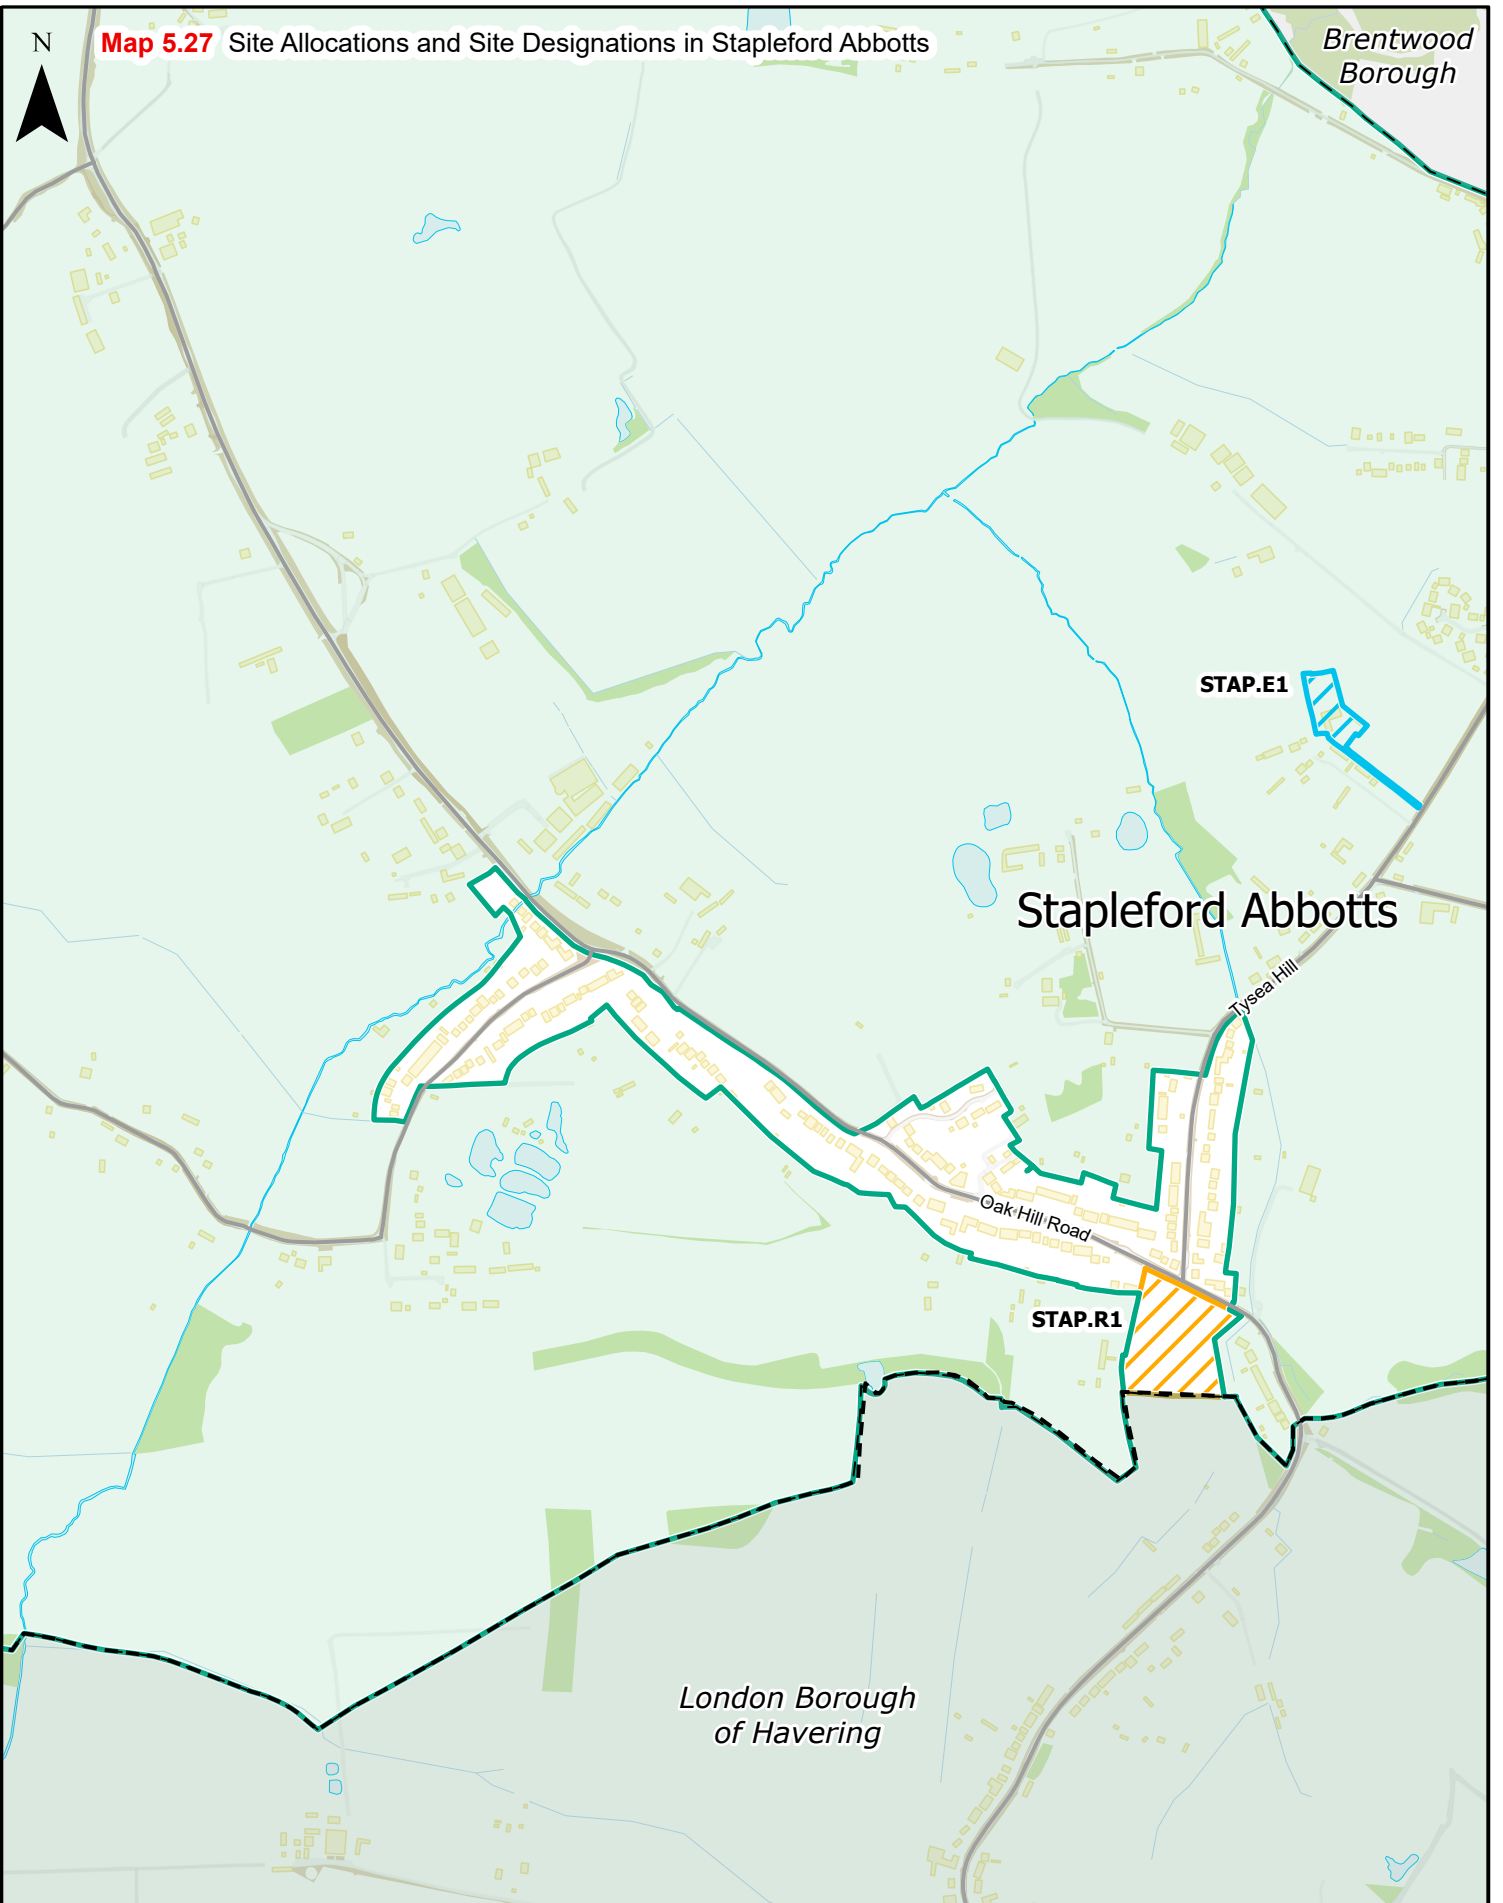 N
Map 5.27 Site Allocations and Site Designations in Stapleford Abbotts
Brentwood
Borough
STAP.E1
Stapleford Abbotts
Tysea Hill
Oak Hill Road
STAP.R1
London Borough
of Havering